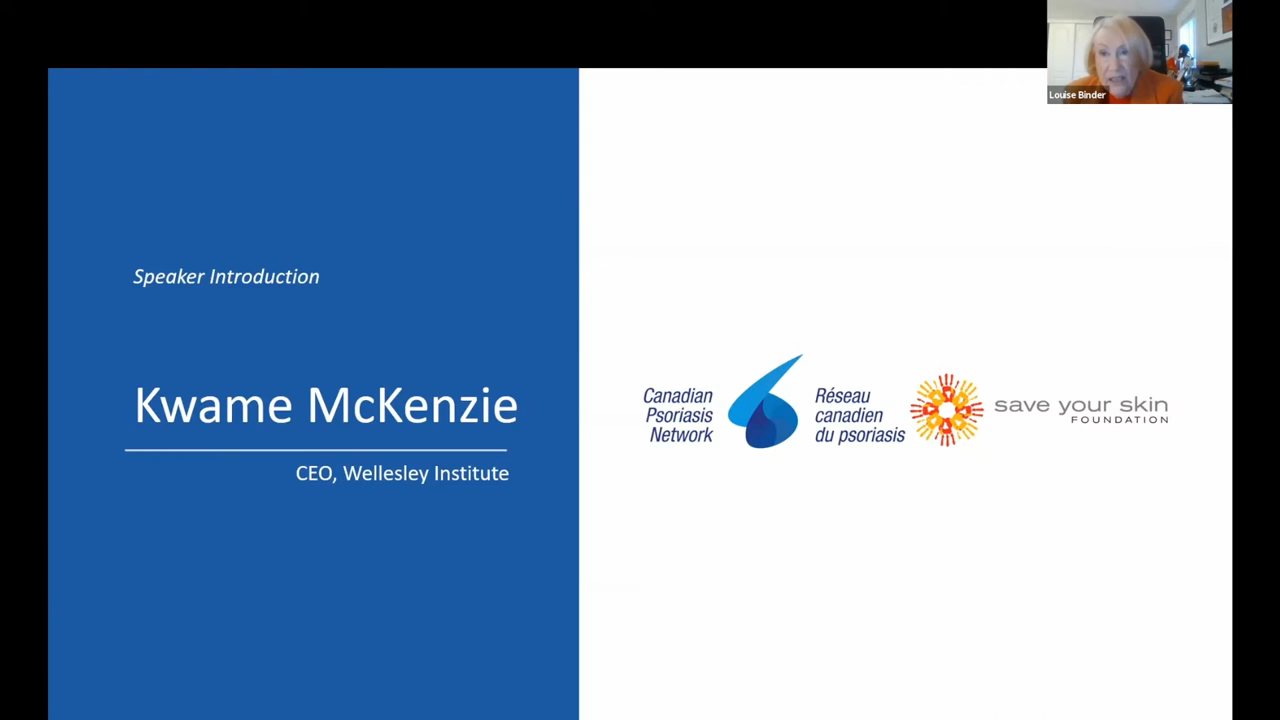 Louise Binder
Speaker Introduction
Kwame McKenzie
CEO, Wellesley Institute
Canadian
Psoriasis
Network
Réseau
canadien
du psoriasis
save your skin
FOUNDATION